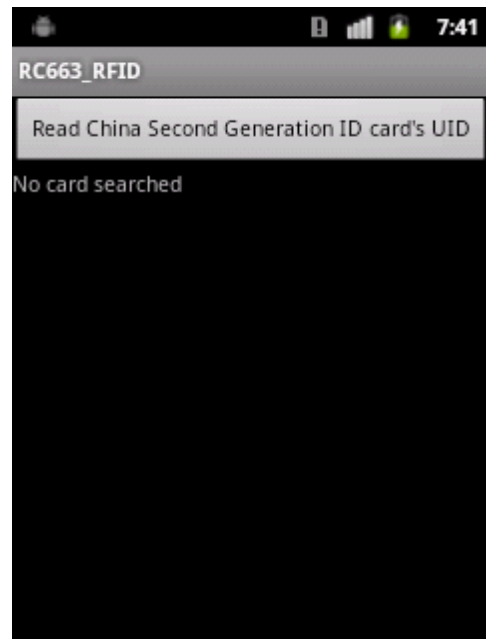 7:41
RC663_RFID
Read China Second Generation ID card's UID
No card searched